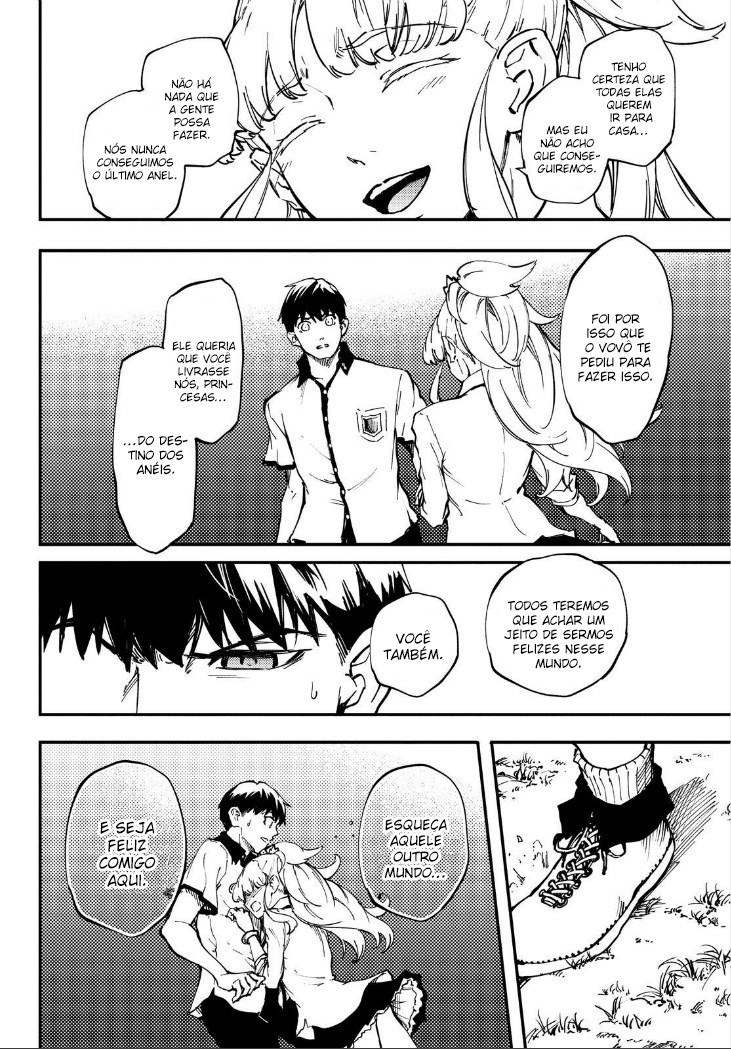 TENHO
CERTEZA QUE
TODAS ELAS
QUEREM
IR PARA
CASA...
MAS EU
NÃO ACHO
QUE CONSE-
GUIREMOS.
NÃO HÁ
NADA QUE
A GENTE
POSSA
FAZER.
NÓS NUNCA
CONSEGUIMOS
O ÚLTIMO ANEL.
FOI POR
ISSO QUE
O VOVÔ TE
PEDIU PARA
FAZER ISSO.
ELE QUERIA
QUE VOCÊ
LIVRASSE
NÓS, PRIN-
CESAS...
...DO DES-
TINO DOS
ANÉIS.
TODOS TEREMOS
QUE ACHAR UM
JEITO DE SERMOS
FELIZES NESSE
MUNDO.
VOCÊ
TAMBÉM.
ESQUEÇA
AQUELE
OUTRO
MUNDO...
E SEJA
FELIZ
COMIGO
AQUI.